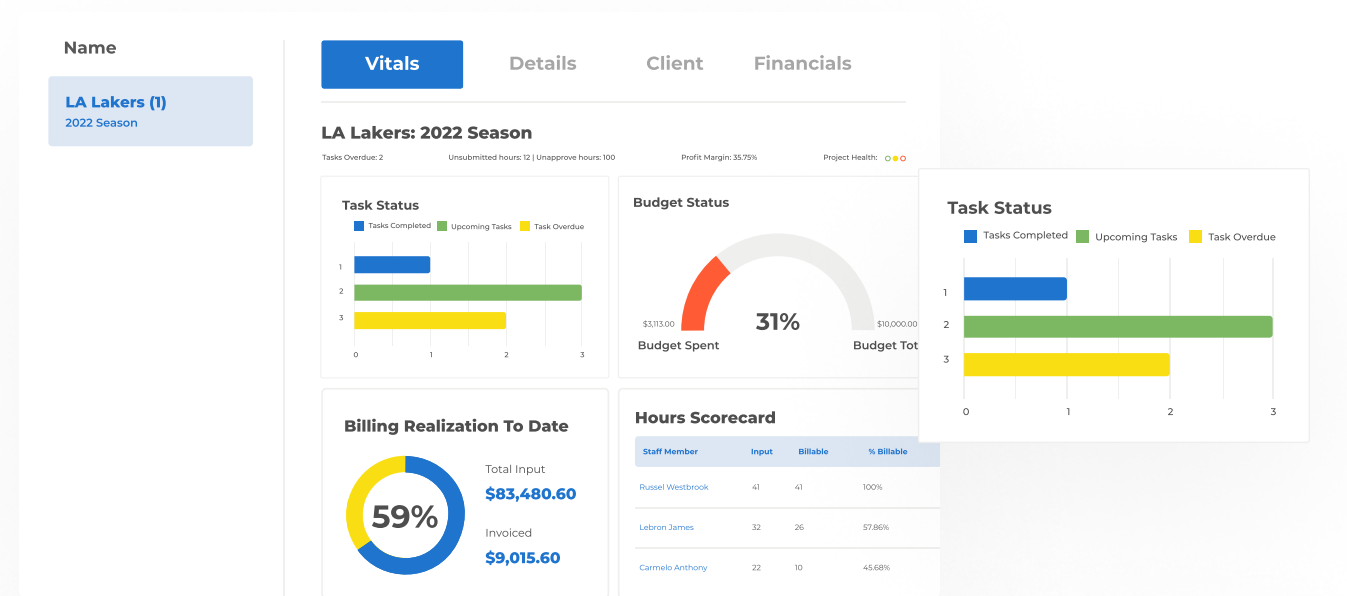 Name
LA Lakers (1)
2022 Season
Vitals
Details
Client
Financials
LA Lakers: 2022 Season
Tasks Overdue: 2
Unsubmitted hours: 12 | Unapprove hours: 100
Profit Margin: 35.75%
Project Health:
Task Status
Tasks Completed
Upcoming Tasks
Task Overdue
1
2
3
0 1 2 3
Budget Status
31%
$3,113.00
$10,000.00
Budget Spent
Budget Tot
Task Status
Tasks Completed
Upcoming Tasks
Task Overdue
1
2
3
0 1 2 3
Billing Realization To Date
59%
Total Input
$83,480.60
Invoiced
$9,015.60
Hours Scorecard
Staff Member Input Billable % Billable
Russel Westbrook 41 41 100%
Lebron James 32 26 57.86%
Carmelo Anthony 22 10 45.68%